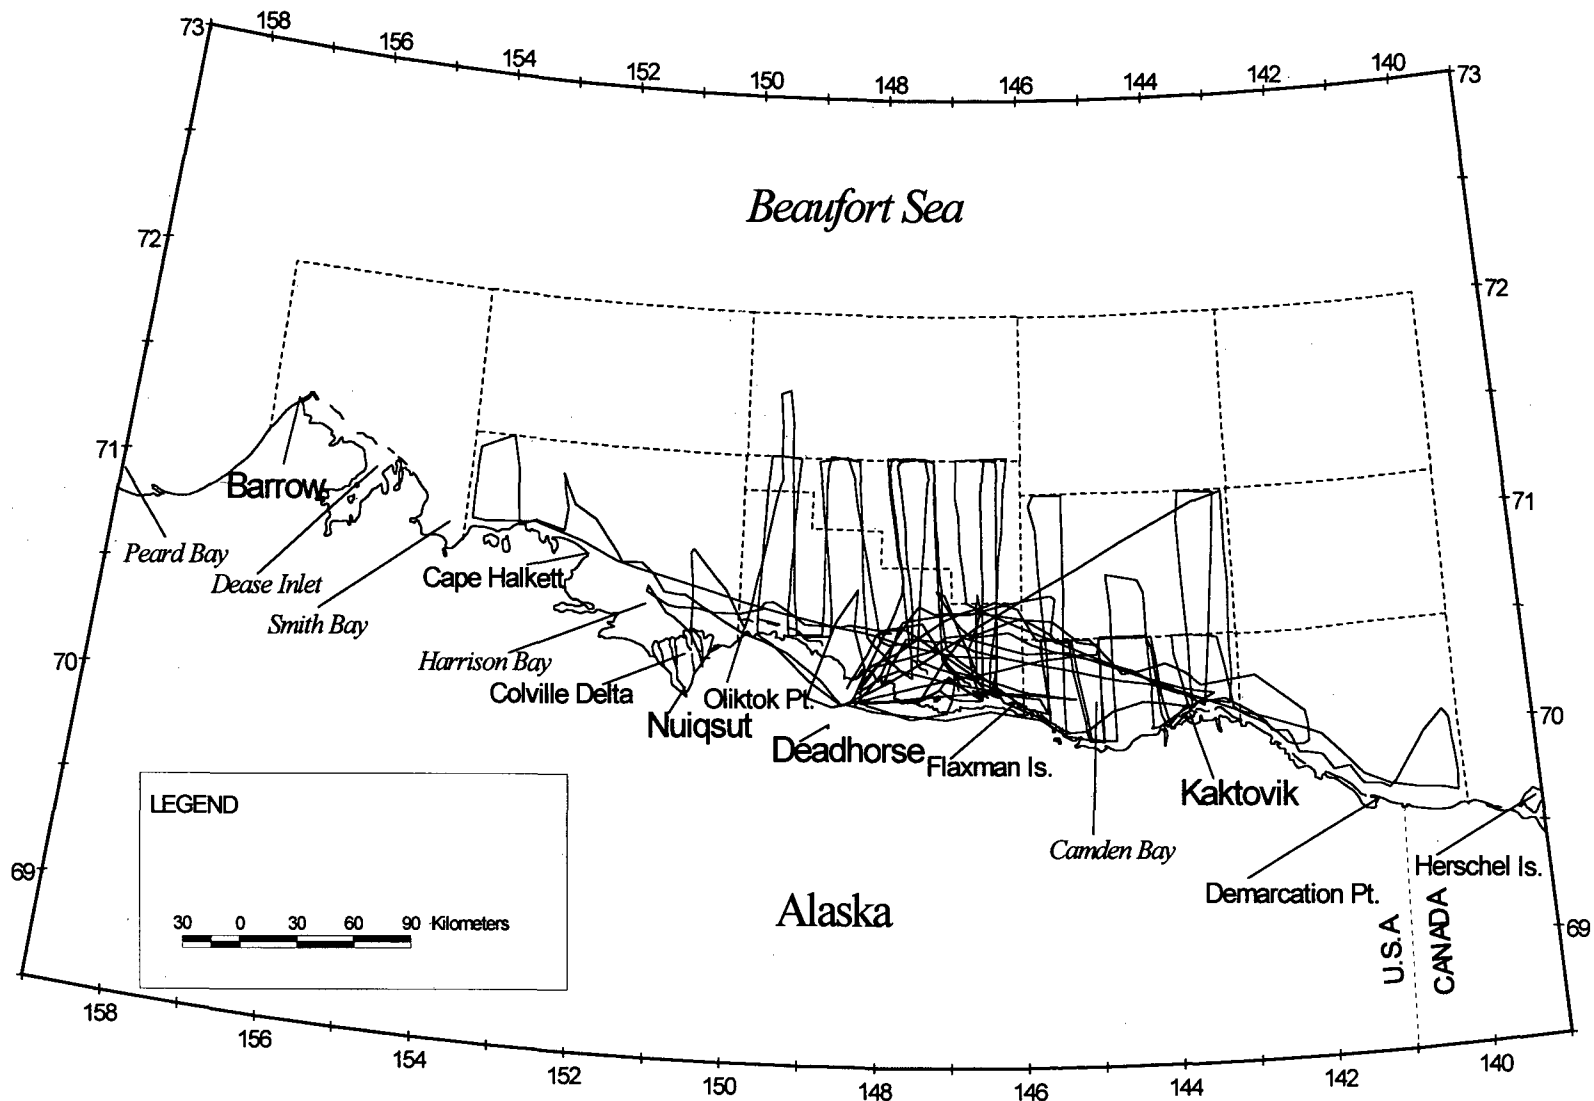 158
156
154
152
150
148
146
144
142
140
73
73
Beaufort Sea
72
72
71
71
Barrow
Peard Bay
Dease Inlet
Smith Bay
Cape Halkett
Harrison Bay
Colville Delta
Nuiqsut
Oliktok Pt.
Deadhorse
Flaxman Is.
Kaktovik
Camden Bay
Demarcation Pt.
Herschel Is.
70
70
LEGEND
30 0 30 60 90 Kilometers
Alaska
U.S.A
CANADA
69
69
158
156
154
152
150
148
146
144
142
140